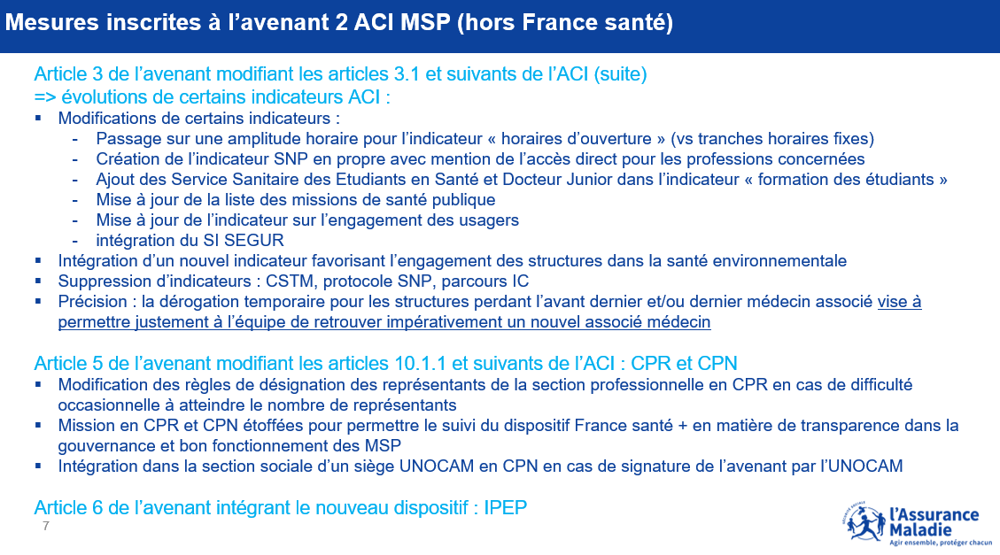 Mesures inscrites à l’avenant 2 ACI MSP (hors France santé)
Article 3 de l’avenant modifiant les articles 3.1 et suivants de l’ACI (suite)
=> évolutions de certains indicateurs ACI :
▪ Modifications de certains indicateurs :
- Passage sur une amplitude horaire pour l’indicateur « horaires d’ouverture » (vs tranches horaires fixes)
- Création de l’indicateur SNP en propre avec mention de l’accès direct pour les professions concernées
- Ajout des Service Sanitaire des Etudiants en Santé et Docteur Junior dans l’indicateur « formation des étudiants »
- Mise à jour de la liste des missions de santé publique
- Mise à jour de l’indicateur sur l’engagement des usagers
- intégration du SI SEGUR
▪ Intégration d’un nouvel indicateur favorisant l’engagement des structures dans la santé environnementale
▪ Suppression d’indicateurs : CSTM, protocole SNP, parcours IC
▪ Précision : la dérogation temporaire pour les structures perdant l’avant dernier et/ou dernier médecin associé vise à
permettre justement à l’équipe de retrouver impérativement un nouvel associé médecin
Article 5 de l’avenant modifiant les articles 10.1.1 et suivants de l’ACI : CPR et CPN
▪ Modification des règles de désignation des représentants de la section professionnelle en CPR en cas de difficulté
occasionnelle à atteindre le nombre de représentants
▪ Mission en CPR et CPN étoffées pour permettre le suivi du dispositif France santé + en matière de transparence dans la
gouvernance et bon fonctionnement des MSP
▪ Intégration dans la section sociale d’un siège UNOCAM en CPN en cas de signature de l’avenant par l’UNOCAM
Article 6 de l’avenant intégrant le nouveau dispositif : IPEP
7
SÉCURITÉ SOCIALE
l’Assurance
Maladie
Agir ensemble, protéger chacun